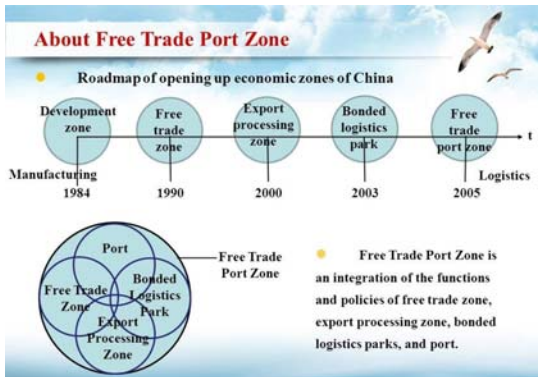 About Free Trade Port Zone
Roadmap of opening up economic zones of China
Development
zone
Free
trade
zone
Export
processing
zone
Bonded
logistics
park
Free
trade
port zone
t
Manufacturing
Logistics
1984
1990
2000
2003
2005
Port
Free Trade
Zone
Bonded
Logistics
Park
Export
Processing
Zone
Free Trade
Port Zone
Free Trade Port Zone is
an integration of the functions
and policies of free trade zone,
export processing zone, bonded
logistics parks, and port.